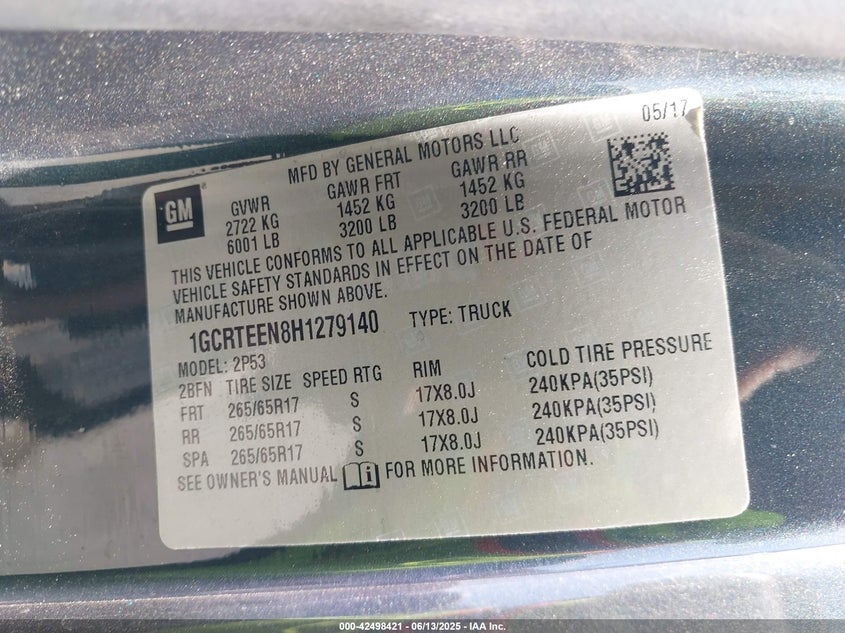 05/17
MFD BY GENERAL MOTORS LLC
GM
GVWR GAWR FRT GAWR RR
2722 KG 1452 KG 1452 KG
6001 LB 3200 LB 3200 LB
THIS VEHICLE CONFORMS TO ALL APPLICABLE U.S. FEDERAL MOTOR
VEHICLE SAFETY STANDARDS IN EFFECT ON THE DATE OF
MANUFACTURE SHOWN ABOVE.
1GCRTEEN8H1279140 TYPE: TRUCK
MODEL: 2P53
2BFN TIRE SIZE SPEED RTG RIM COLD TIRE PRESSURE
FRT 265/65R17 S 17X8.0J 240KPA(35PSI)
RR 265/65R17 S 17X8.0J 240KPA(35PSI)
SPA 265/65R17 S 17X8.0J 240KPA(35PSI)
SEE OWNER'S MANUAL FOR MORE INFORMATION.
000-42498421 - 06/13/2025 - IAA Inc.